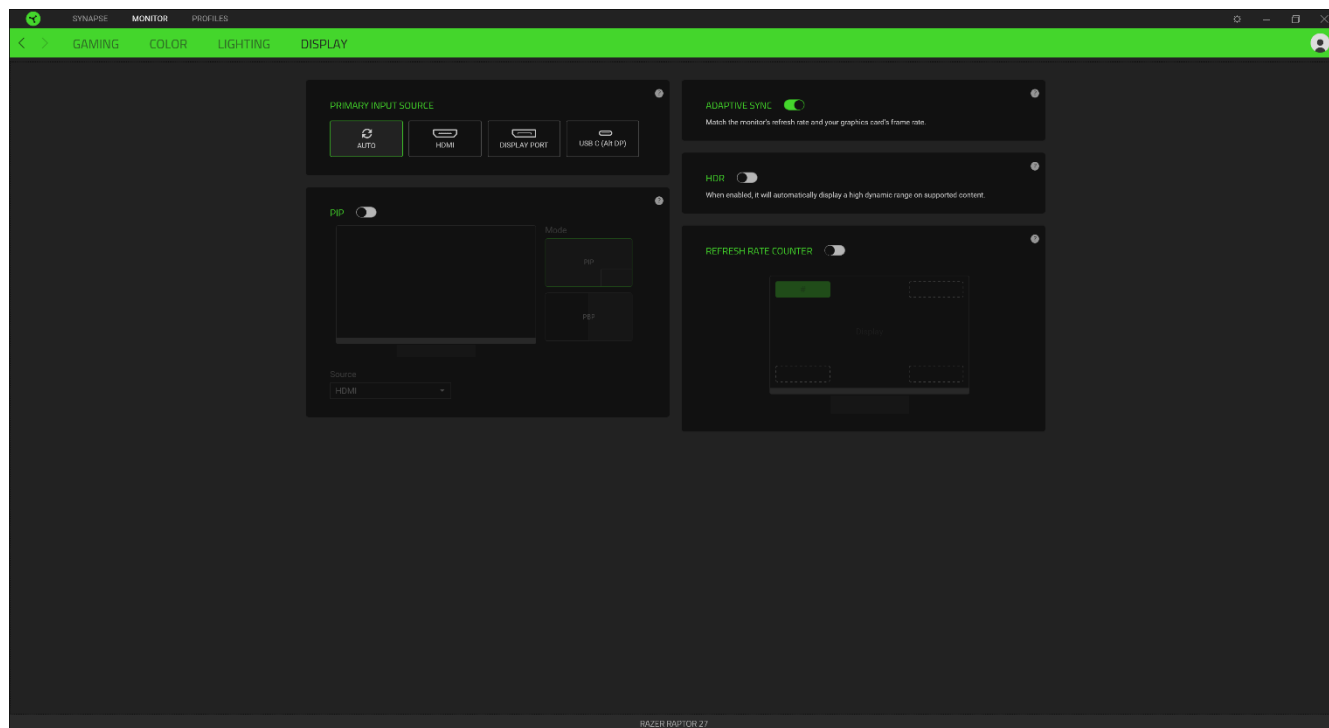 SYNAPSE MONITOR PROFILES
GAMING COLOR LIGHTING DISPLAY
PRIMARY INPUT SOURCE
AUTO
HDMI
DISPLAY PORT
USB C (Alt DP)
PIP
Mode
PIP
PBP
Source
HDMI
ADAPTIVE SYNC
Match the monitor's refresh rate and your graphics card's frame rate.
HDR
When enabled, it will automatically display a high dynamic range on supported content.
REFRESH RATE COUNTER
Display
RAZER RAPTOR 27